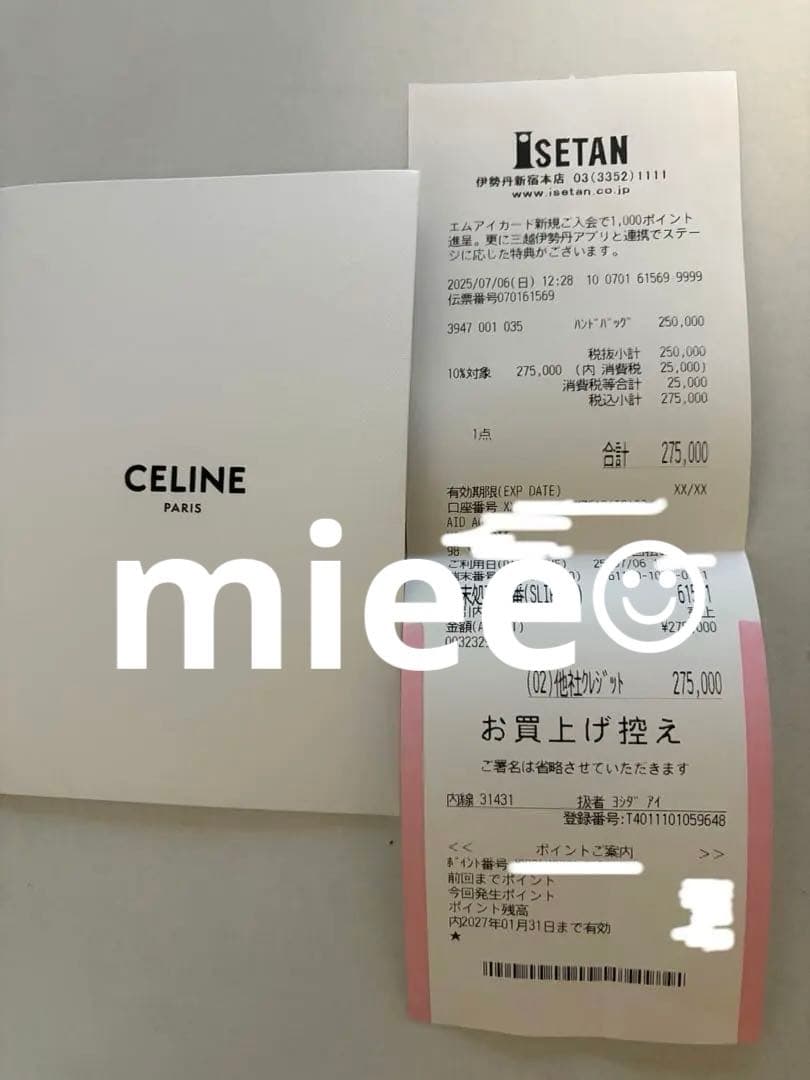 CELINE
PARIS
ISETAN
伊勢丹新宿本店 03(3352)1111
www.isetan.co.jp
エムアイカード新規ご入会で1,000ポイント
進呈。更に三越伊勢丹アプリと連携でステー
ジに応じた特典がございます。
2025/07/06(日) 12:28 10 0701 61569 9999
伝票番号070161569
3947 001 035 ﾊﾝﾄﾞﾊﾞｯｸﾞ 250,000
税抜小計 250,000
10%対象 275,000 (内 消費税 25,000)
消費税等合計 25,000
税込小計 275,000
1点
合計 275,000
有効期限(EXP DATE) XX/XX
口座番号
AID
98
miee
(02)他社ｸﾚｼﾞｯﾄ 275,000
お買上げ控え
ご署名は省略させていただきます
内線 31431 扱者 ﾖｼﾀﾞ ｱｲ
登録番号:T4011101059648
<< ポイントご案内 >>
ﾎﾟｲﾝﾄ番号
前回までポイント
今回発生ポイント
ポイント残高
内2027年01月31日まで有効
★